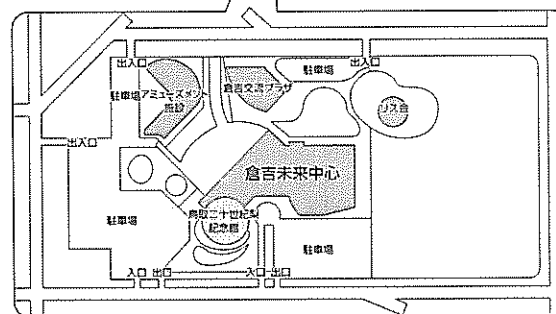 出入口
駐車場
出入口
駐車場
アミューズメント
施設
倉吉交流プラザ
リス舎
出入口
倉吉未来中心
鳥取二十世紀梨
記念館
駐車場
駐車場
入口
出口
入口
出口